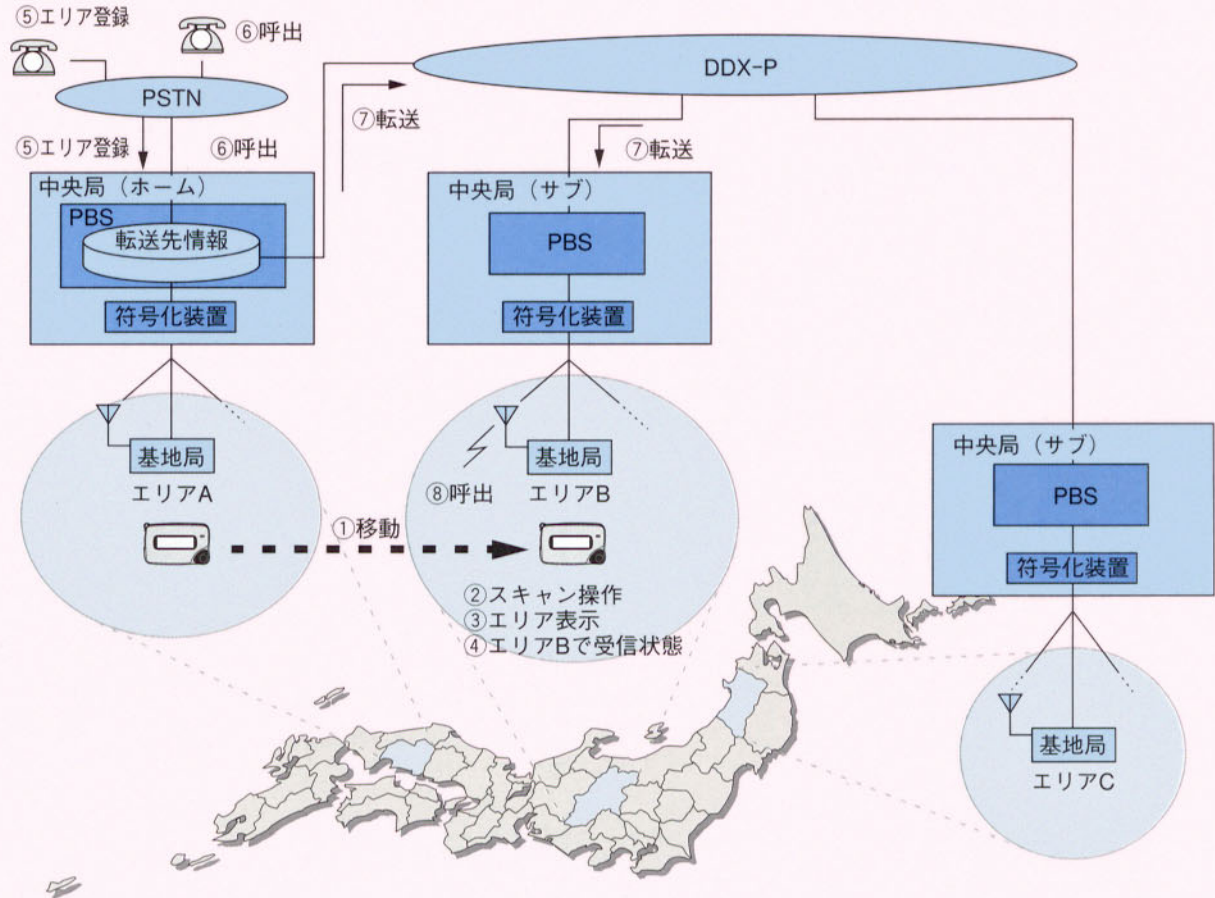 ⑤エリア登録
⑥呼出
PSTN
DDX-P
⑤エリア登録
⑥呼出
⑦転送
⑦転送
中央局（ホーム）
PBS
転送先情報
符号化装置
中央局（サブ）
PBS
符号化装置
基地局
エリアA
基地局
エリアB
⑧呼出
①移動
②スキャン操作
③エリア表示
④エリアBで受信状態
中央局（サブ）
PBS
符号化装置
基地局
エリアC